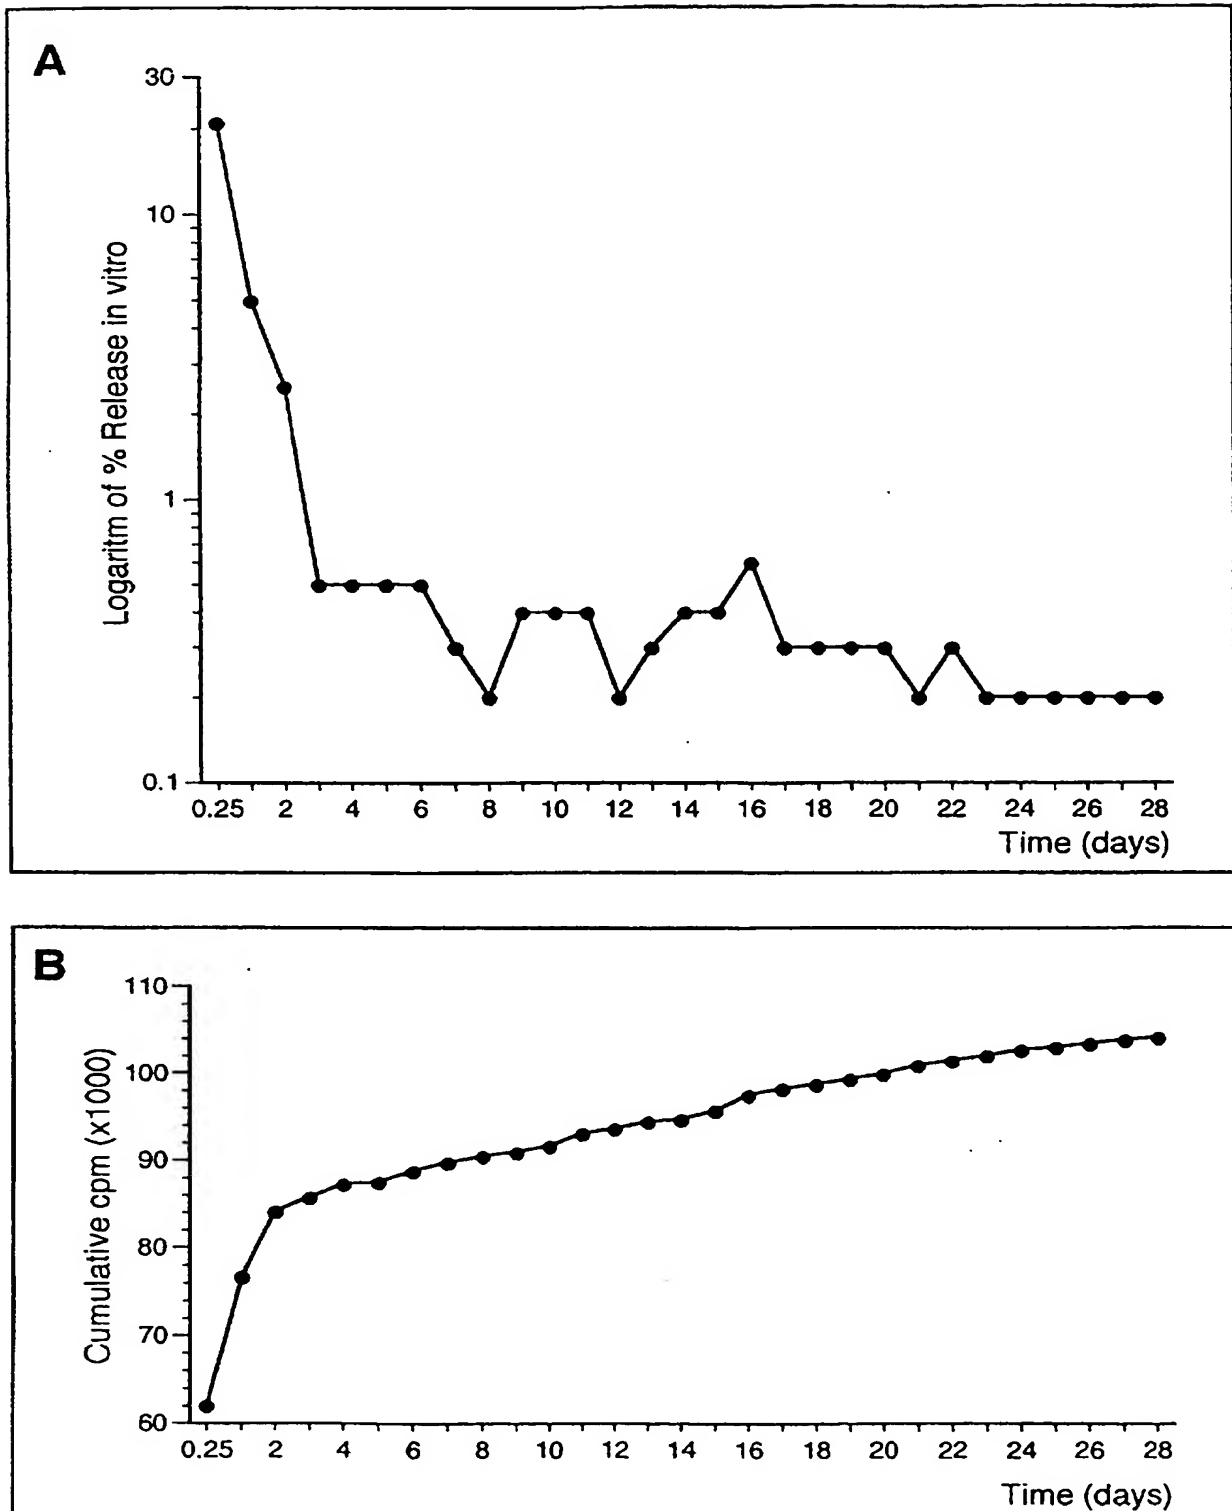 A
30
10
1
0.1
Logaritm of % Release in vitro
0.25 2 4 6 8 10 12 14 16 18 20 22 24 26 28
Time (days)
B
110
100
90
80
70
60
Cumulative cpm (x1000)
0.25 2 4 6 8 10 12 14 16 18 20 22 24 26 28
Time (days)